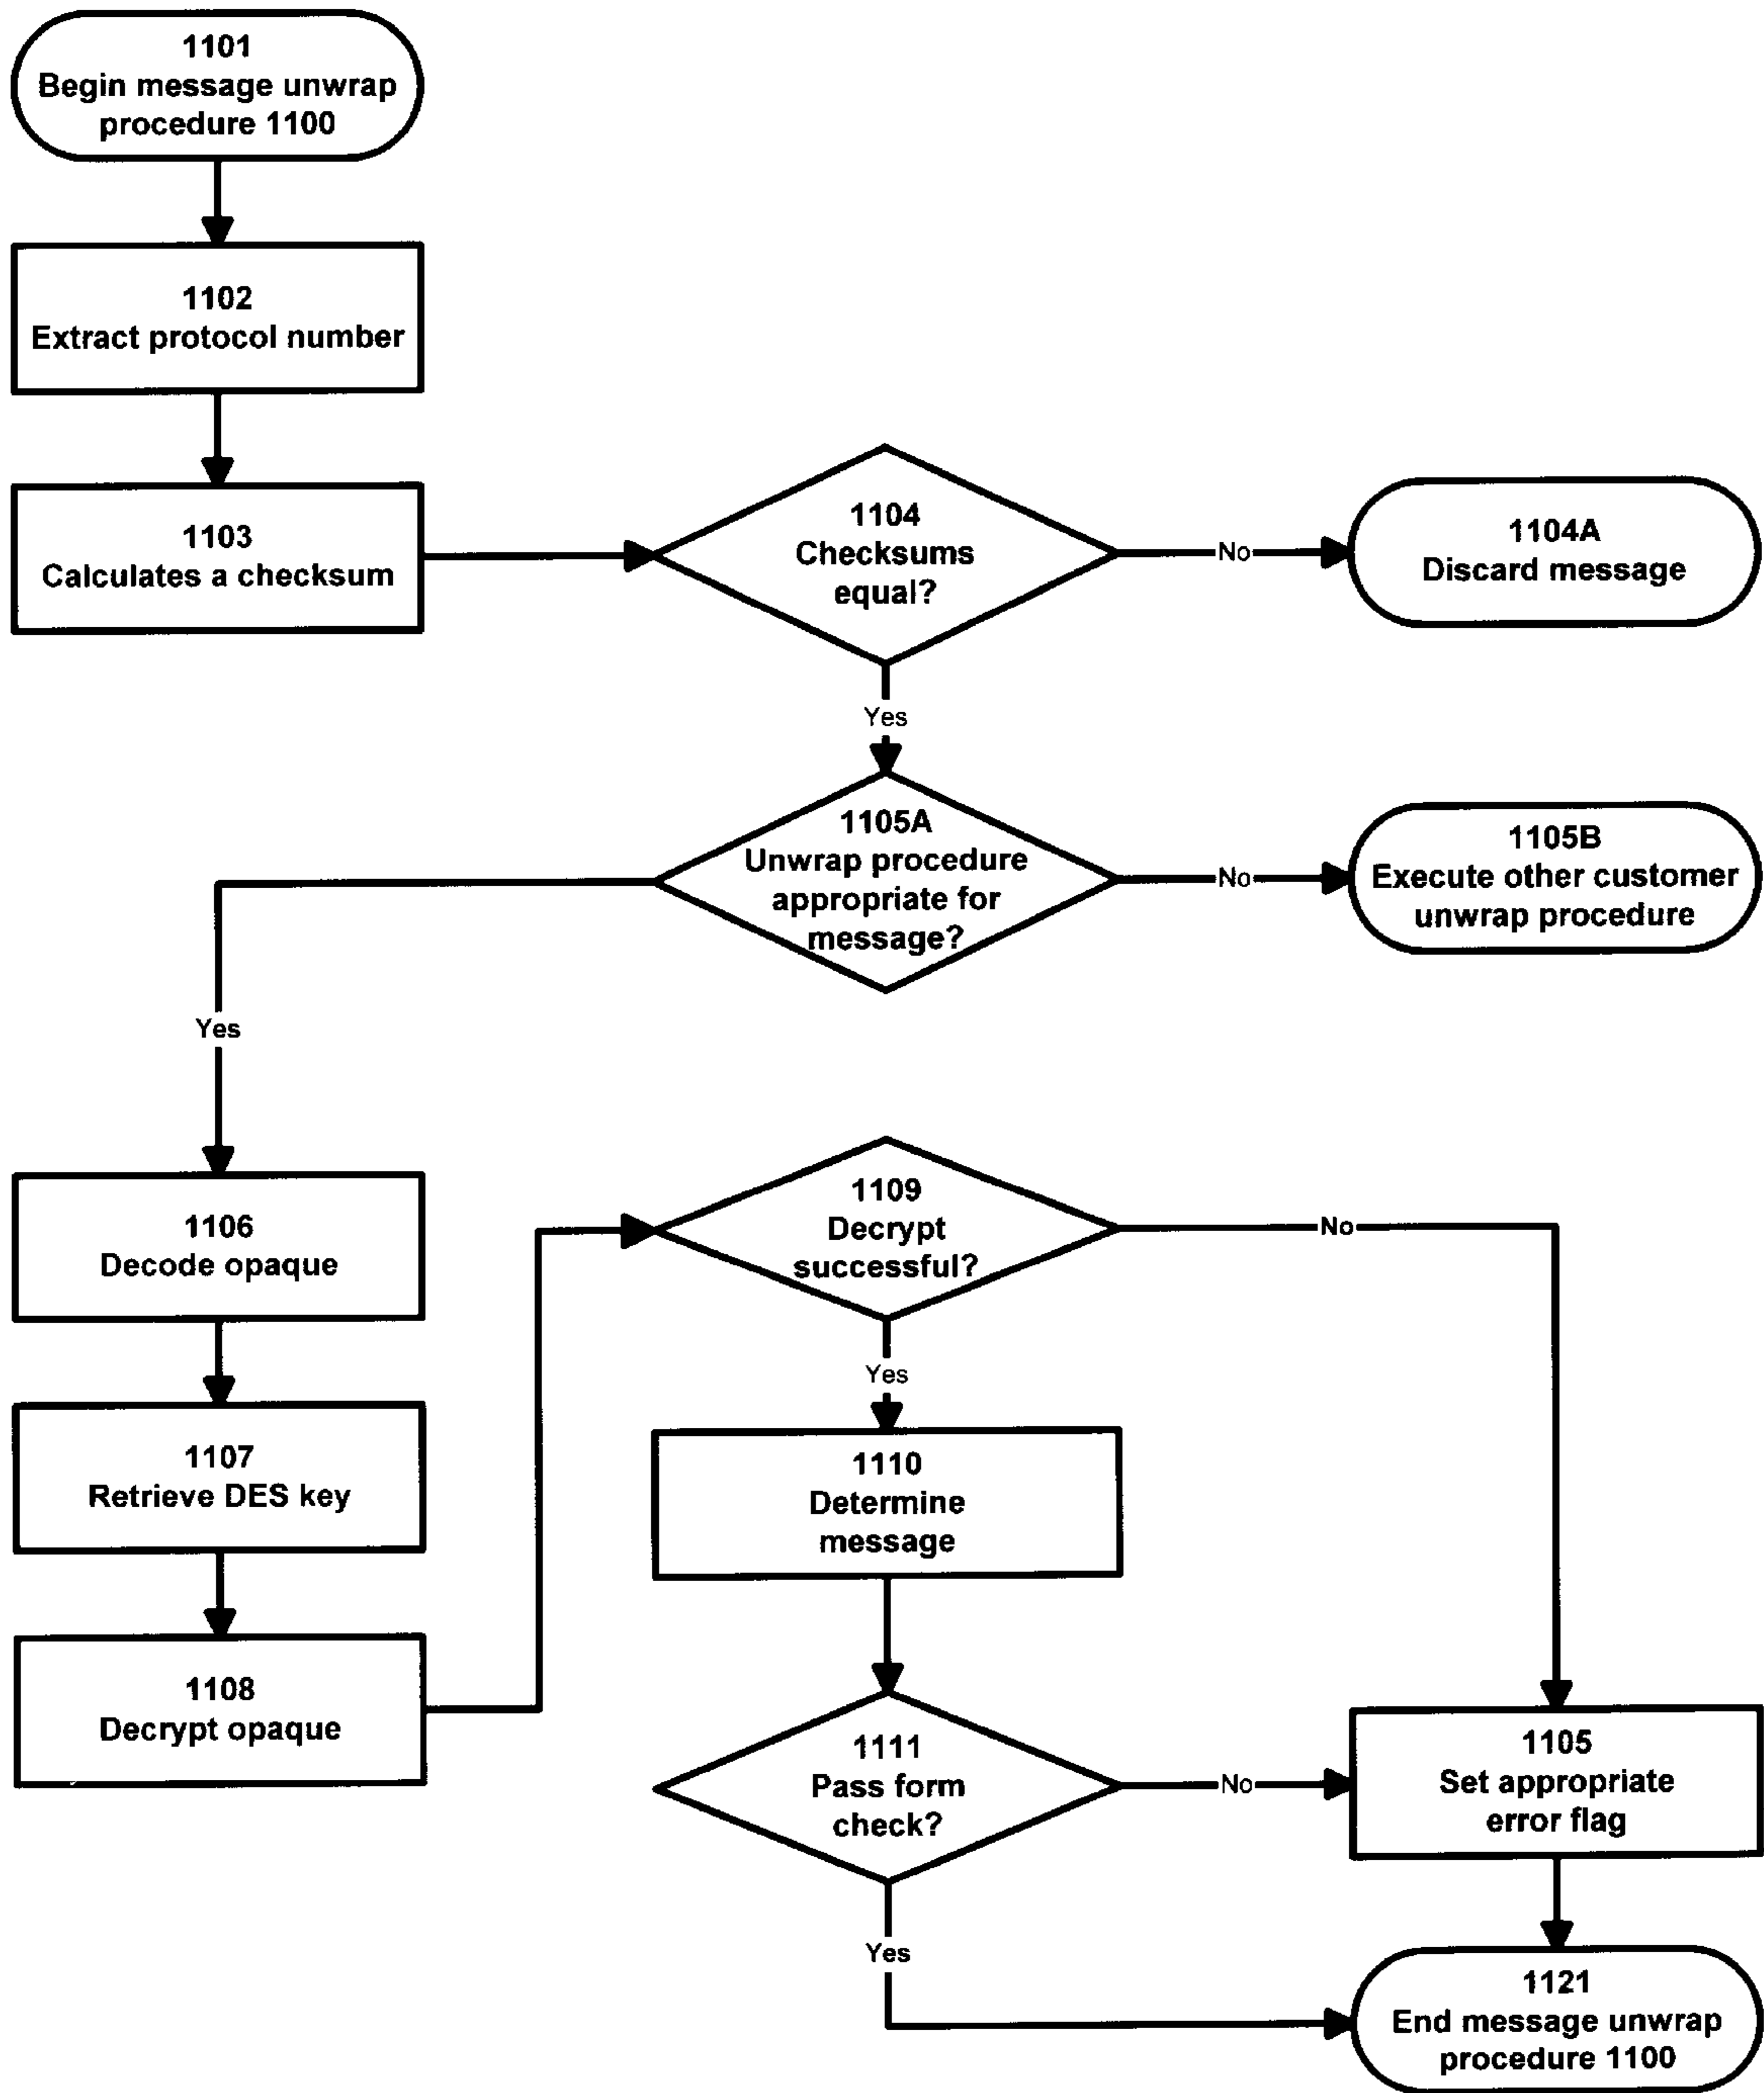 1101
Begin message unwrap
procedure 1100
1102
Extract protocol number
1103
Calculates a checksum
1104
Checksums
equal?
No
1104A
Discard message
Yes
1105A
Unwrap procedure
appropriate for
message?
No
1105B
Execute other customer
unwrap procedure
Yes
1106
Decode opaque
1107
Retrieve DES key
1108
Decrypt opaque
1109
Decrypt
successful?
No
Yes
1110
Determine
message
1111
Pass form
check?
No
1105
Set appropriate
error flag
Yes
1121
End message unwrap
procedure 1100